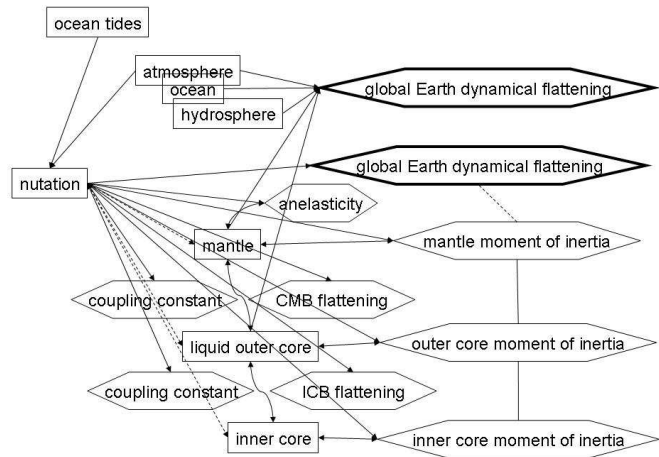 ocean tides
atmosphere
ocean
hydrosphere
global Earth dynamical flattening
global Earth dynamical flattening
nutation
anelasticity
mantle
mantle moment of inertia
coupling constant
CMB flattening
liquid outer core
outer core moment of inertia
coupling constant
ICB flattening
inner core
inner core moment of inertia